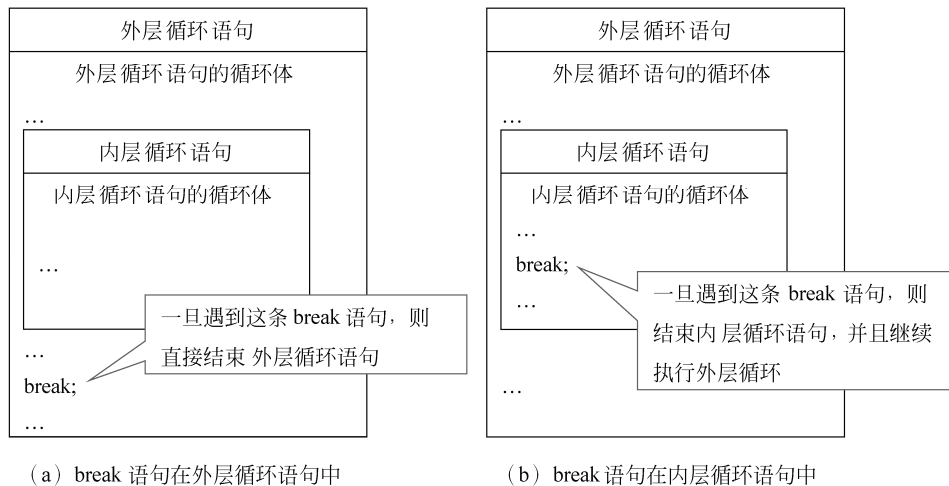 外层循环语句
外层循环语句的循环体
…
内层循环语句
内层循环语句的循环体
…
一旦遇到这条 break 语句，则
直接结束 外层循环语句
…
break;
…
（a）break 语句在外层循环语句中
外层循环语句
外层循环语句的循环体
…
内层循环语句
内层循环语句的循环体
…
break;
…
一旦遇到这条 break 语句，则
结束内 层循环语句，并且继续
执行外层循环
…
（b）break语句在内层循环语句中